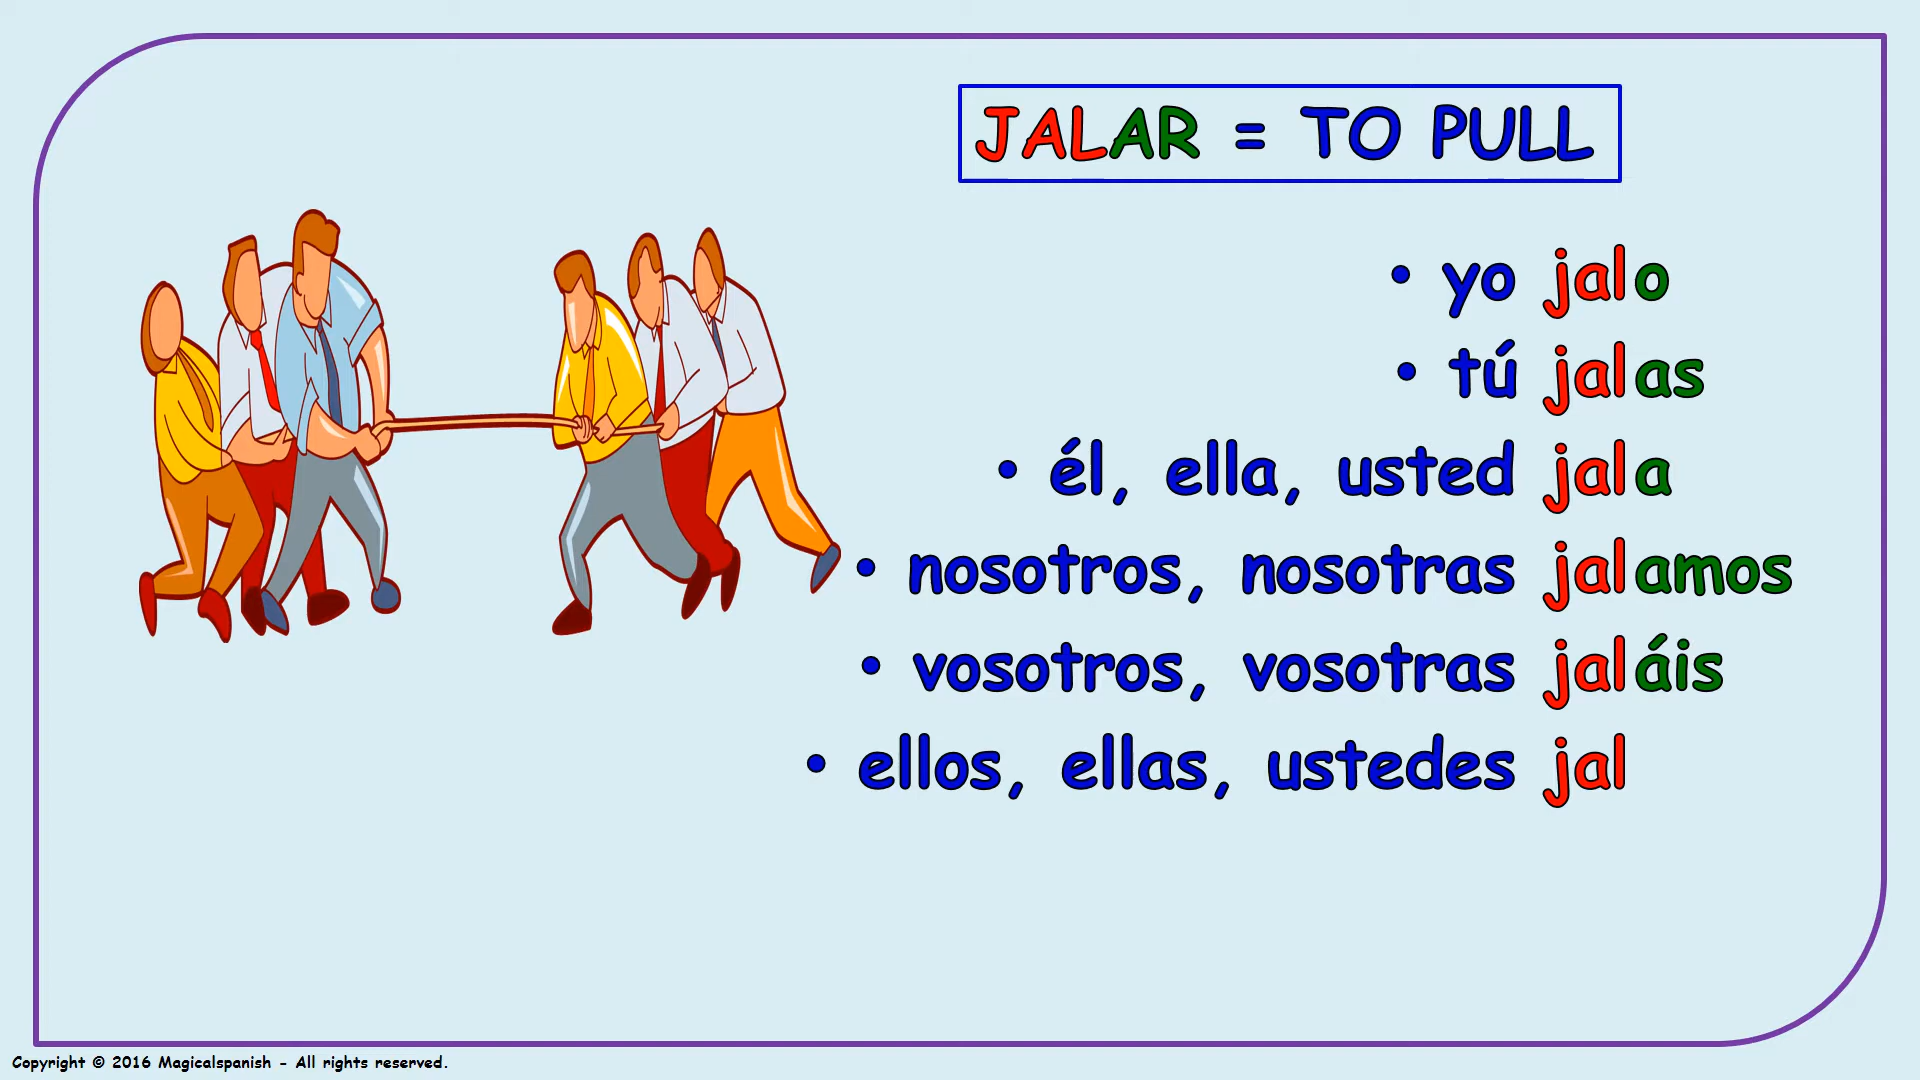 JALAR = TO PULL
• yo jalo
• tú jalas
• él, ella, usted jala
• nosotros, nosotras jalamos
• vosotros, vosotras jaláis
• ellos, ellas, ustedes jal
Copyright © 2016 Magicalspanish - All rights reserved.